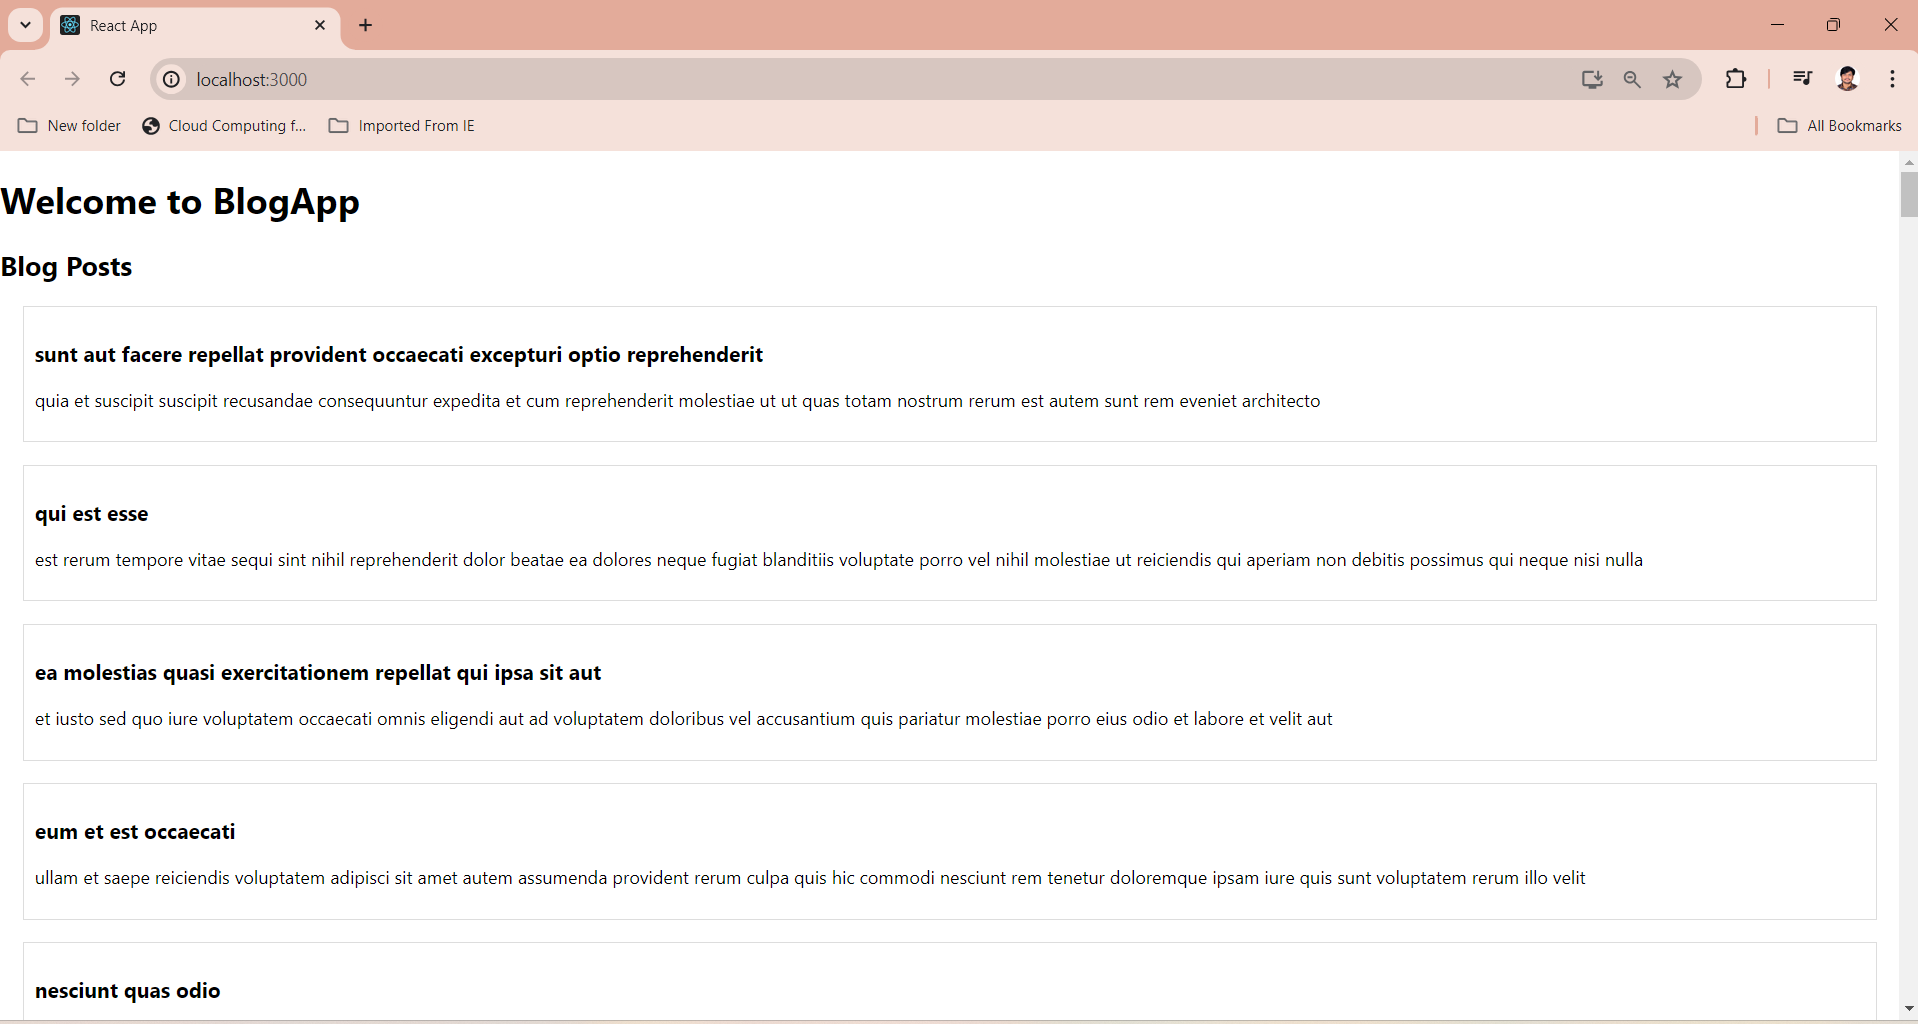 React App
localhost:3000
New folder
Cloud Computing f...
Imported From IE
All Bookmarks
Welcome to BlogApp
Blog Posts
sunt aut facere repellat provident occaecati excepturi optio reprehenderit
quia et suscipit suscipit recusandae consequuntur expedita et cum reprehenderit molestiae ut ut quas totam nostrum rerum est autem sunt rem eveniet architecto
qui est esse
est rerum tempore vitae sequi sint nihil reprehenderit dolor beatae ea dolores neque fugiat blanditiis voluptate porro vel nihil molestiae ut reiciendis qui aperiam non debitis possimus qui neque nisi nulla
ea molestias quasi exercitationem repellat qui ipsa sit aut
et iusto sed quo iure voluptatem occaecati omnis eligendi aut ad voluptatem doloribus vel accusantium quis pariatur molestiae porro eius odio et labore et velit aut
eum et est occaecati
ullam et saepe reiciendis voluptatem adipisci sit amet autem assumenda provident rerum culpa quis hic commodi nesciunt rem tenetur doloremque ipsam iure quis sunt voluptatem rerum illo velit
nesciunt quas odio